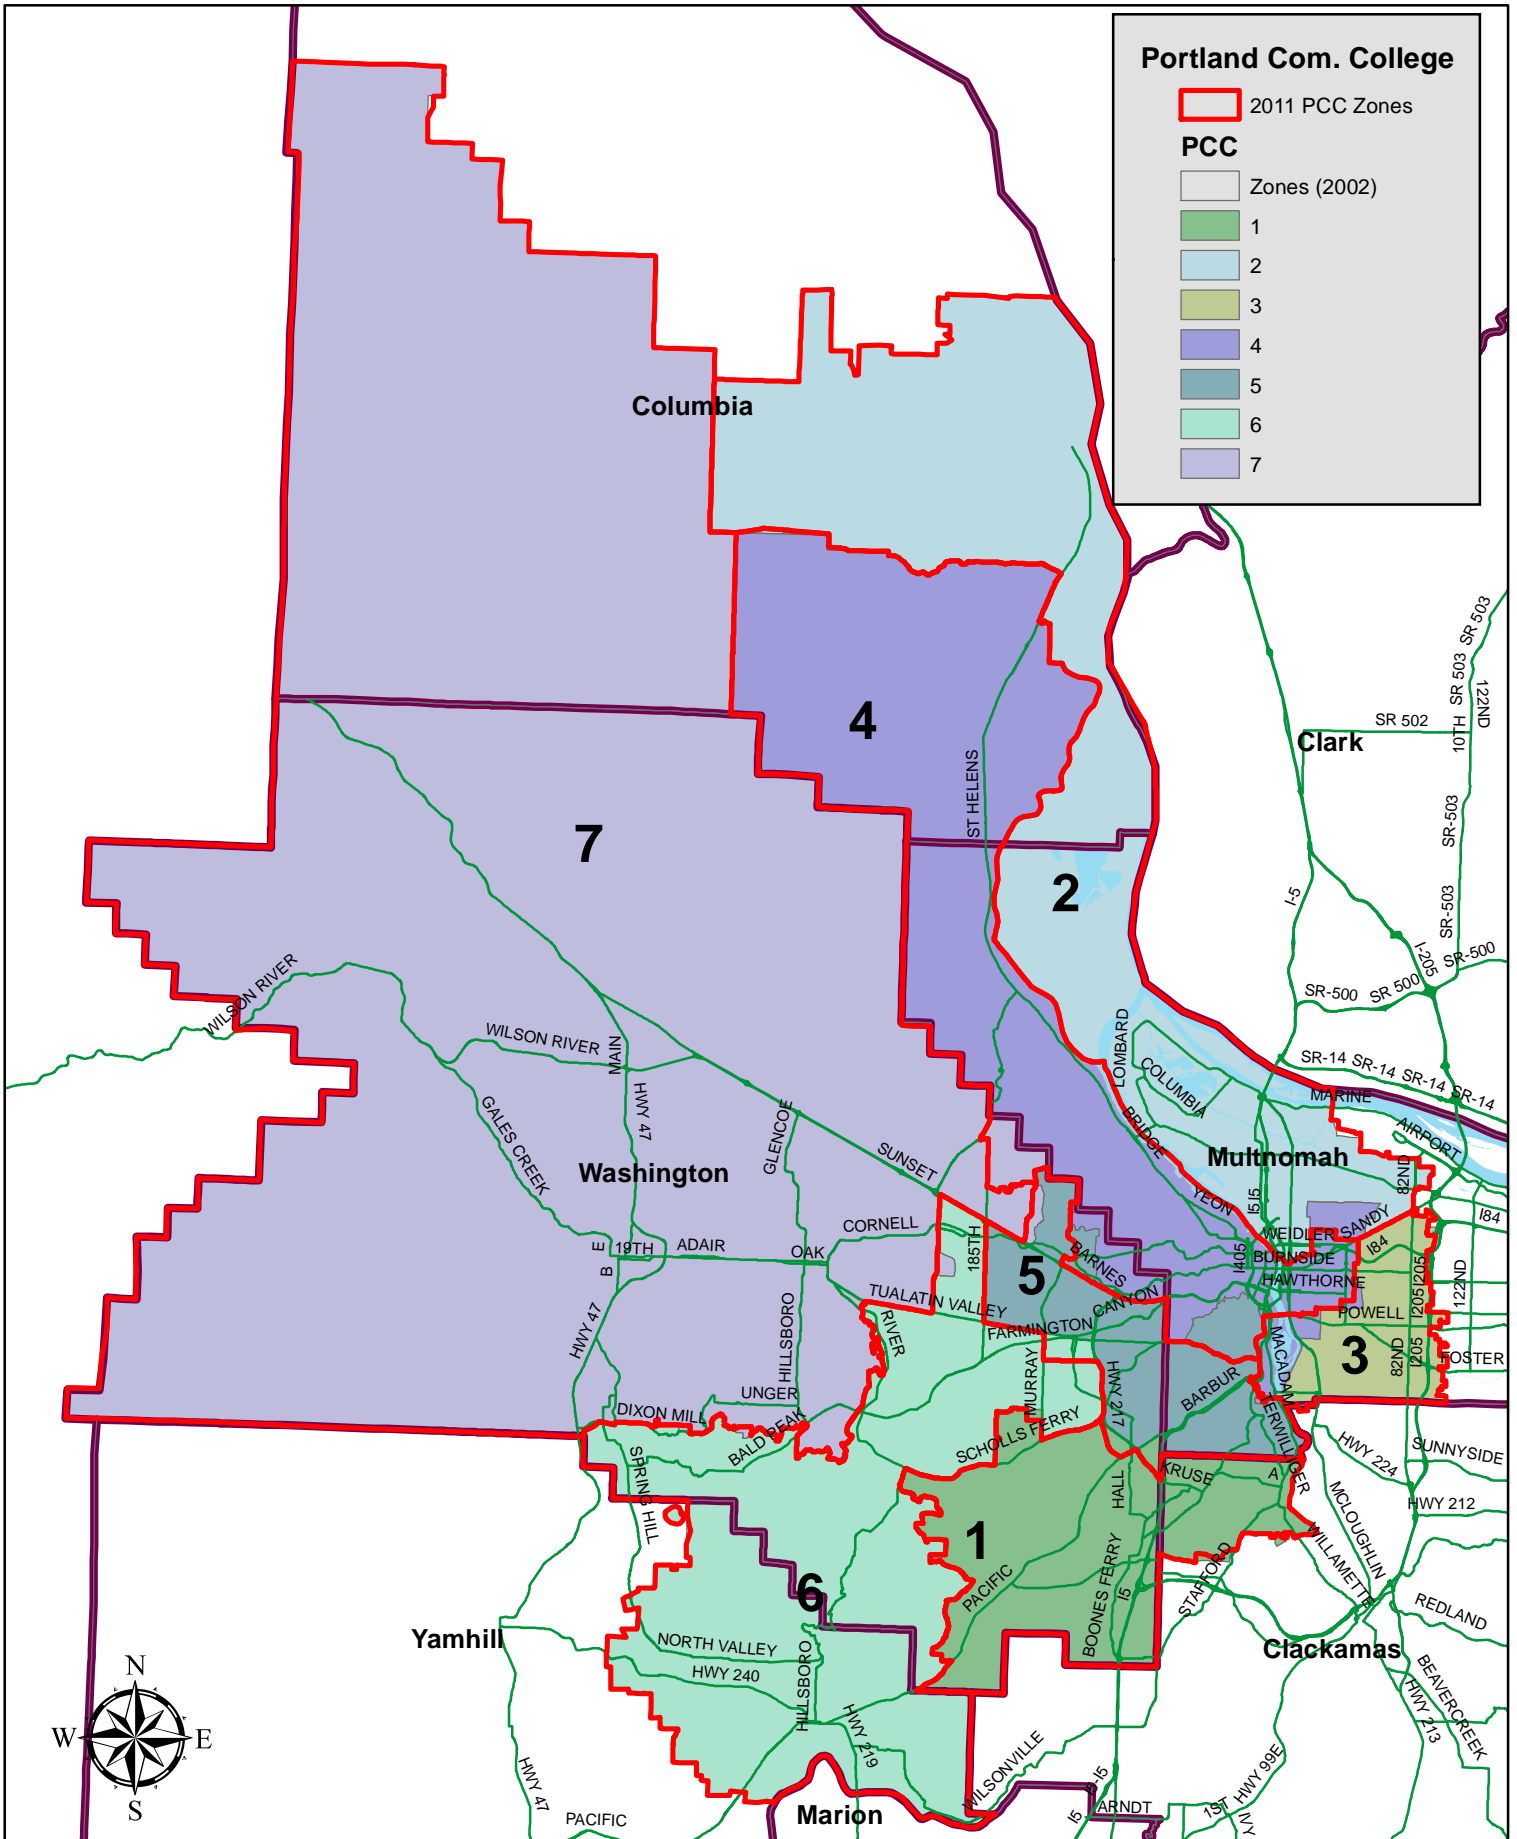 Portland Com. College
2011 PCC Zones
PCC
Zones (2002)
1
2
3
4
5
6
7
Columbia
4
7
2
Clark
SR 503
SR 503
SR 503
122ND
10TH
SR 502
SR-503
SR-503
ST HELENS
I-5
I-205
SR-500
SR 500
SR-500
WILSON RIVER
WILSON RIVER
MAIN
HWY 47
GALES CREEK
GLENCOE
SUNSET
Washington
LOMBARD
COLUMBIA
BRIDGE
SR-14
SR-14
SR-14
SR-14
SR-14
MARINE
AIRPORT
Multnomah
82ND
YEON
I5
I5
WEIDLER
SANDY
I84
I84
CORNELL
185TH
E
19TH
ADAIR
OAK
B
5
BARNES
I405
BURNSIDE
HAWTHORNE
I205
I205
122ND
TUALATIN VALLEY
CANYON
POWELL
HWY 47
HILLSBORO
RIVER
FARMINGTON
MACADAM
3
82ND
I205
FOSTER
MURRAY
HWY 217
BARBUR
UNGER
DIXON MILL
BALD PEAK
SCHOLLS FERRY
TERWILLIGER
HWY 224
SUNNYSIDE
SPRING HILL
HALL
KRUSE
A
MCLOUGHLIN
HWY 212
1
PACIFIC
BOONES FERRY
I5
STAFFORD
WILLAMETTE
6
REDLAND
Yamhill
NORTH VALLEY
HWY 240
HILLSBORO
HWY 219
Clackamas
BEAVERCREEK
HWY 213
N
W
E
S
HWY 47
WILSONVILLE
HWY 99E
I5-I5
I5
ARNDT
1ST
IVY
PACIFIC
Marion